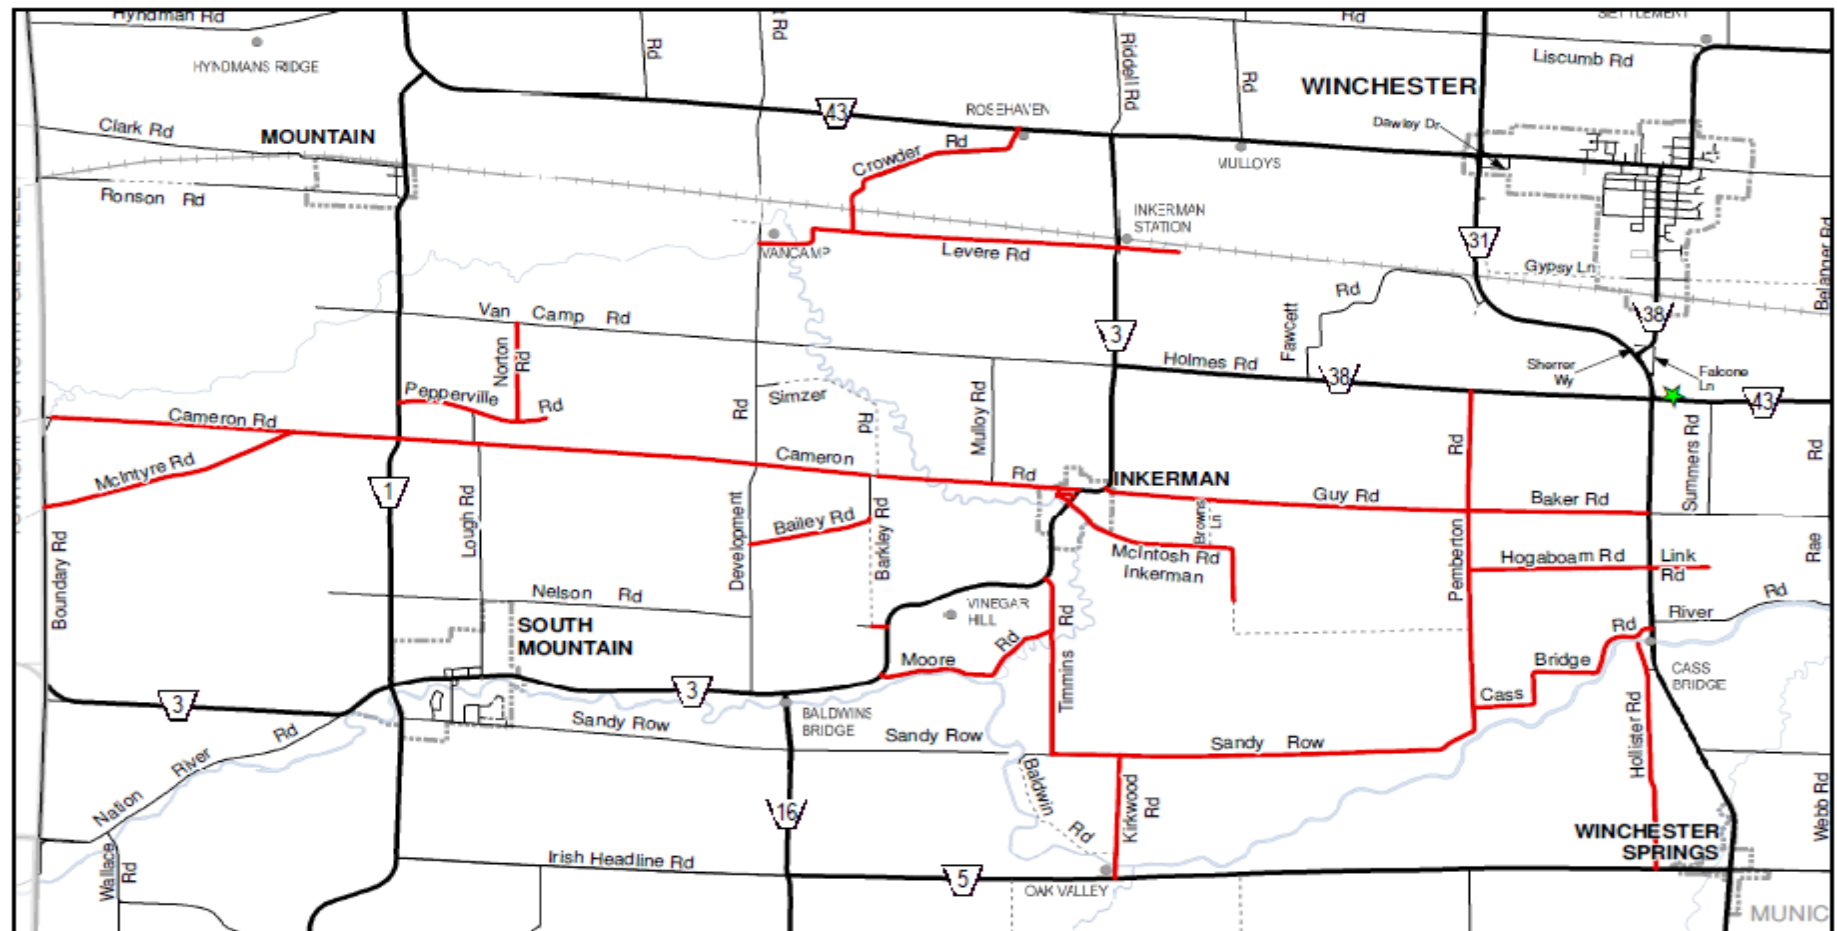 Hyndman Rd
Rd
Rd
SETTLEMENT
HYNDMANS RIDGE
Rd
Riddell Rd
Rd
Liscumb Rd
WINCHESTER
43
ROSEHAVEN
Dawley Dr
Clark Rd
MOUNTAIN
Crowder Rd
MULLOYS
Ronson Rd
INKERMAN
STATION
31
VANCAMP
Levere Rd
Gypsy Ln
Belanger Rd
Van Camp Rd
Rd
Fawcett
38
3
Norton
Rd
Holmes Rd
38
Sherrer
Wy
Falcone
Ln
43
Pepperville Rd
Simzer
Rd
Rd
Mulloy Rd
Cameron Rd
Rd
Summers Rd
Rd
McIntyre Rd
Cameron Rd
INKERMAN
1
Guy Rd
Baker Rd
Lough Rd
Development
Bailey Rd
Barkley Rd
Browns
Ln
McIntosh Rd
Inkerman
Pemberton
Hogaboam Rd
Link
Rd
Rae
Boundary Rd
Nelson Rd
VINEGAR
HILL
Rd
River
Rd
SOUTH
MOUNTAIN
Rd
Rd
Moore
Timmins
Bridge
Cass
CASS
BRIDGE
3
3
BALDWINS
BRIDGE
Sandy Row
Sandy Row
Sandy Row
Hollister Rd
River Rd
Nation
Baldwin
Rd
Kirkwood
Rd
16
Webb Rd
WINCHESTER
SPRINGS
Wallace
Rd
Irish Headline Rd
5
OAK VALLEY
MUNIC